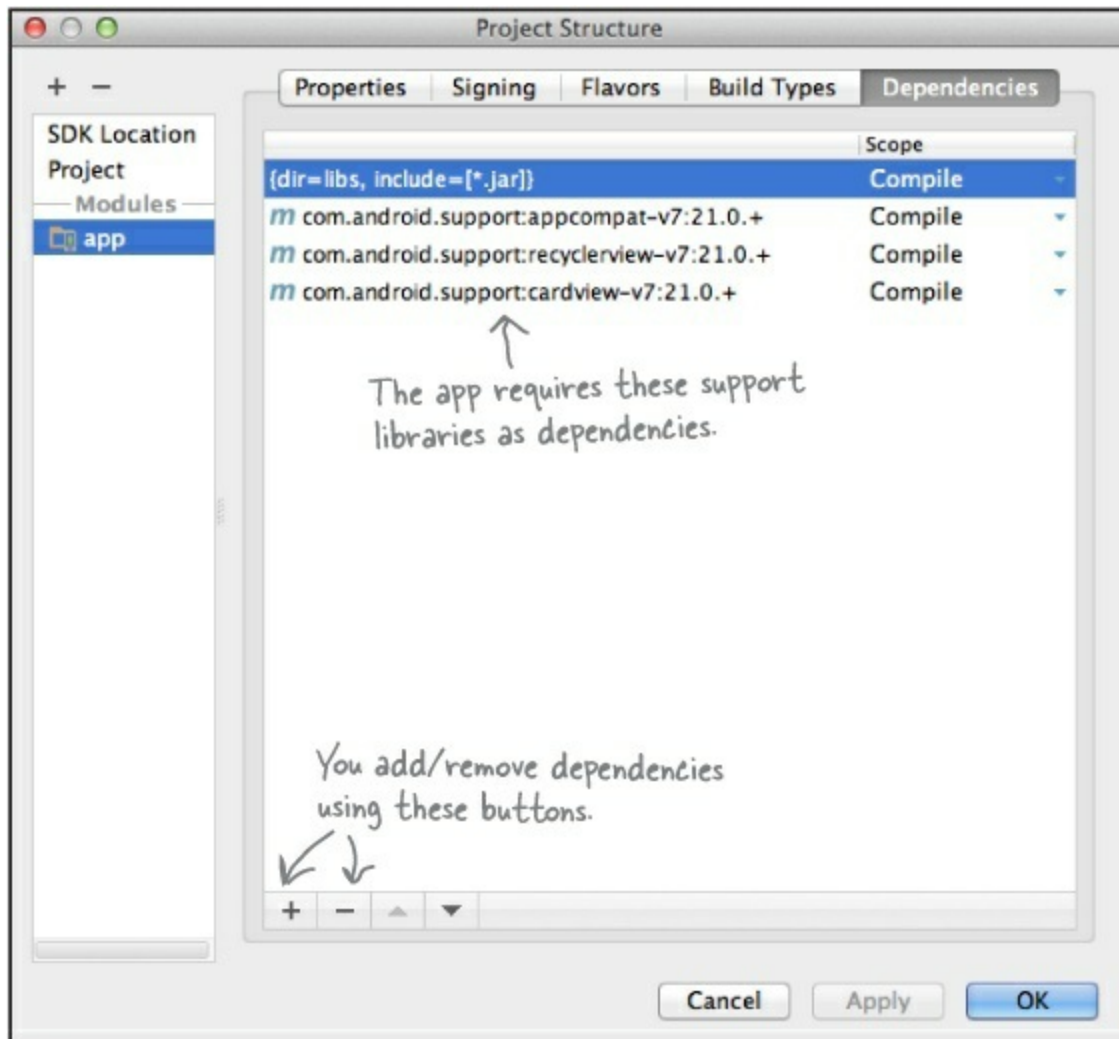 Project Structure
+ −
SDK Location
Project
Modules
app
Properties Signing Flavors Build Types Dependencies
Scope
{dir=libs, include=[*.jar]} Compile
m com.android.support:appcompat-v7:21.0.+ Compile
m com.android.support:recyclerview-v7:21.0.+ Compile
m com.android.support:cardview-v7:21.0.+ Compile
The app requires these support
libraries as dependencies.
You add/remove dependencies
using these buttons.
+ −
Cancel Apply OK